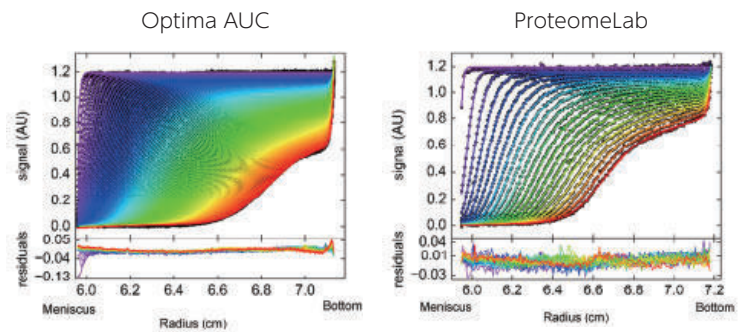 Optima AUC
ProteomeLab
signal (AU)
1.2
1.0
0.8
0.6
0.4
0.2
0.0
residuals
0.05
−0.04
−0.13
6.0 6.2 6.4 6.6 6.8 7.0
Meniscus
Bottom
Radius (cm)
signa (AU)
1.2
1.0
0.8
0.6
0.4
0.2
0.0
residuals
0.04
0.01
−0.03
6.0 6.2 6.4 6.6 6.8 7.0 7.2
Meniscus
Bottom
Radius (cm)